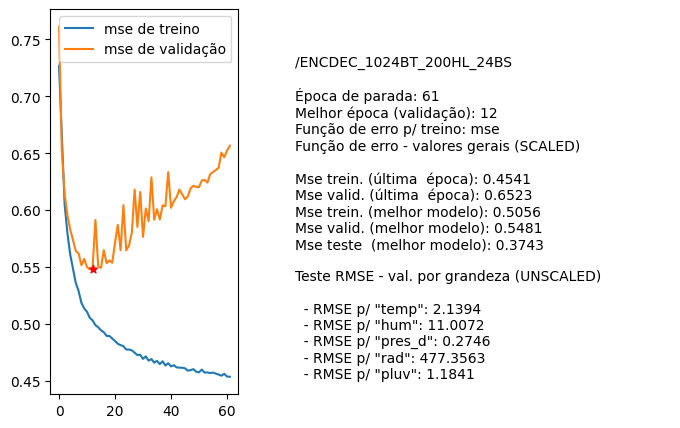 mse de treino
mse de validação
0.75
0.70
0.65
0.60
0.55
0.50
0.45
0
20
40
60
/ENCDEC_1024BT_200HL_24BS
Época de parada: 61
Melhor época (validação): 12
Função de erro p/ treino: mse
Função de erro - valores gerais (SCALED)
Mse trein. (última  época): 0.4541
Mse valid. (última  época): 0.6523
Mse trein. (melhor modelo): 0.5056
Mse valid. (melhor modelo): 0.5481
Mse teste  (melhor modelo): 0.3743
Teste RMSE - val. por grandeza (UNSCALED)
- RMSE p/ "temp": 2.1394
- RMSE p/ "hum": 11.0072
- RMSE p/ "pres_d": 0.2746
- RMSE p/ "rad": 477.3563
- RMSE p/ "pluv": 1.1841